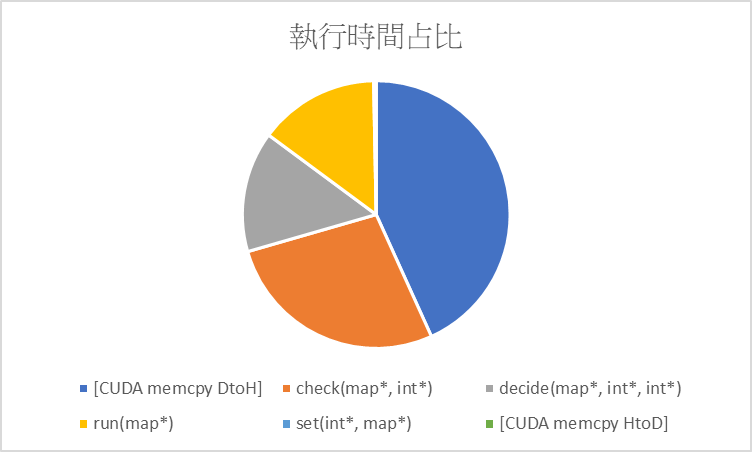 執行時間占比
[CUDA memcpy DtoH] check(map*, int*) decide(map*, int*, int*)
run(map*) set(int*, map*) [CUDA memcpy HtoD]